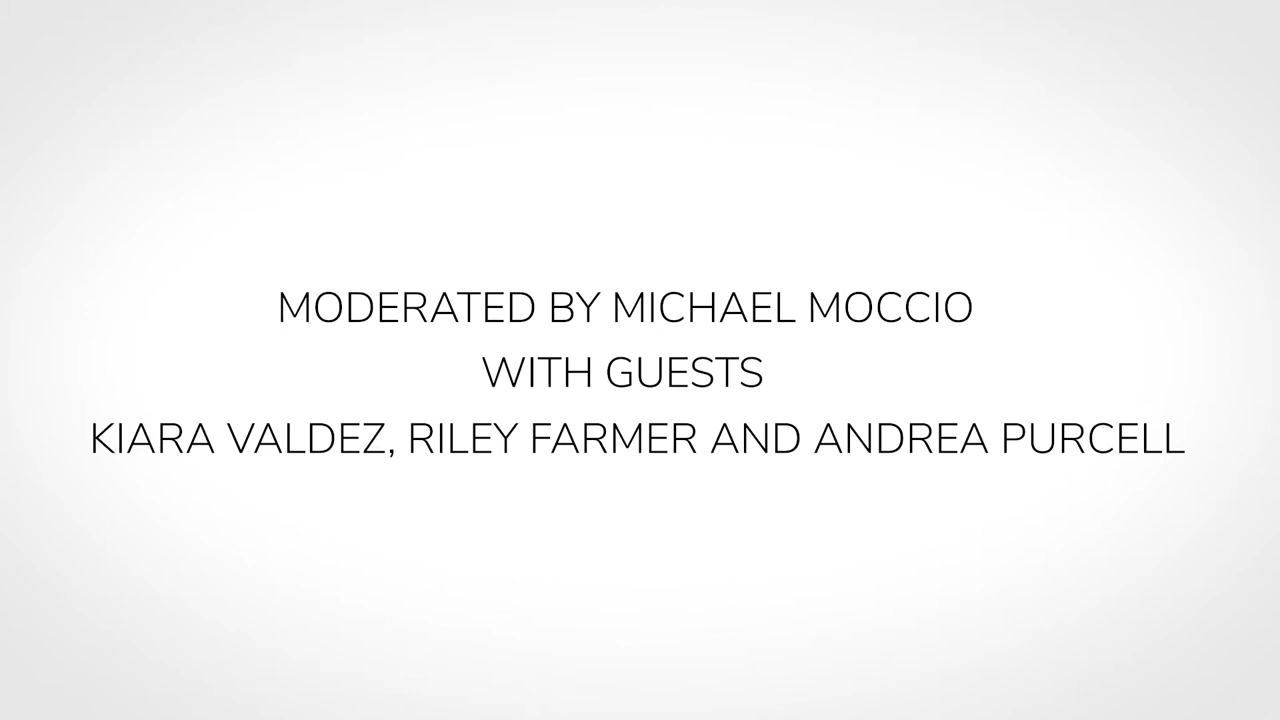 MODERATED BY MICHAEL MOCCIO
WITH GUESTS
KIARA VALDEZ, RILEY FARMER AND ANDREA PURCELL